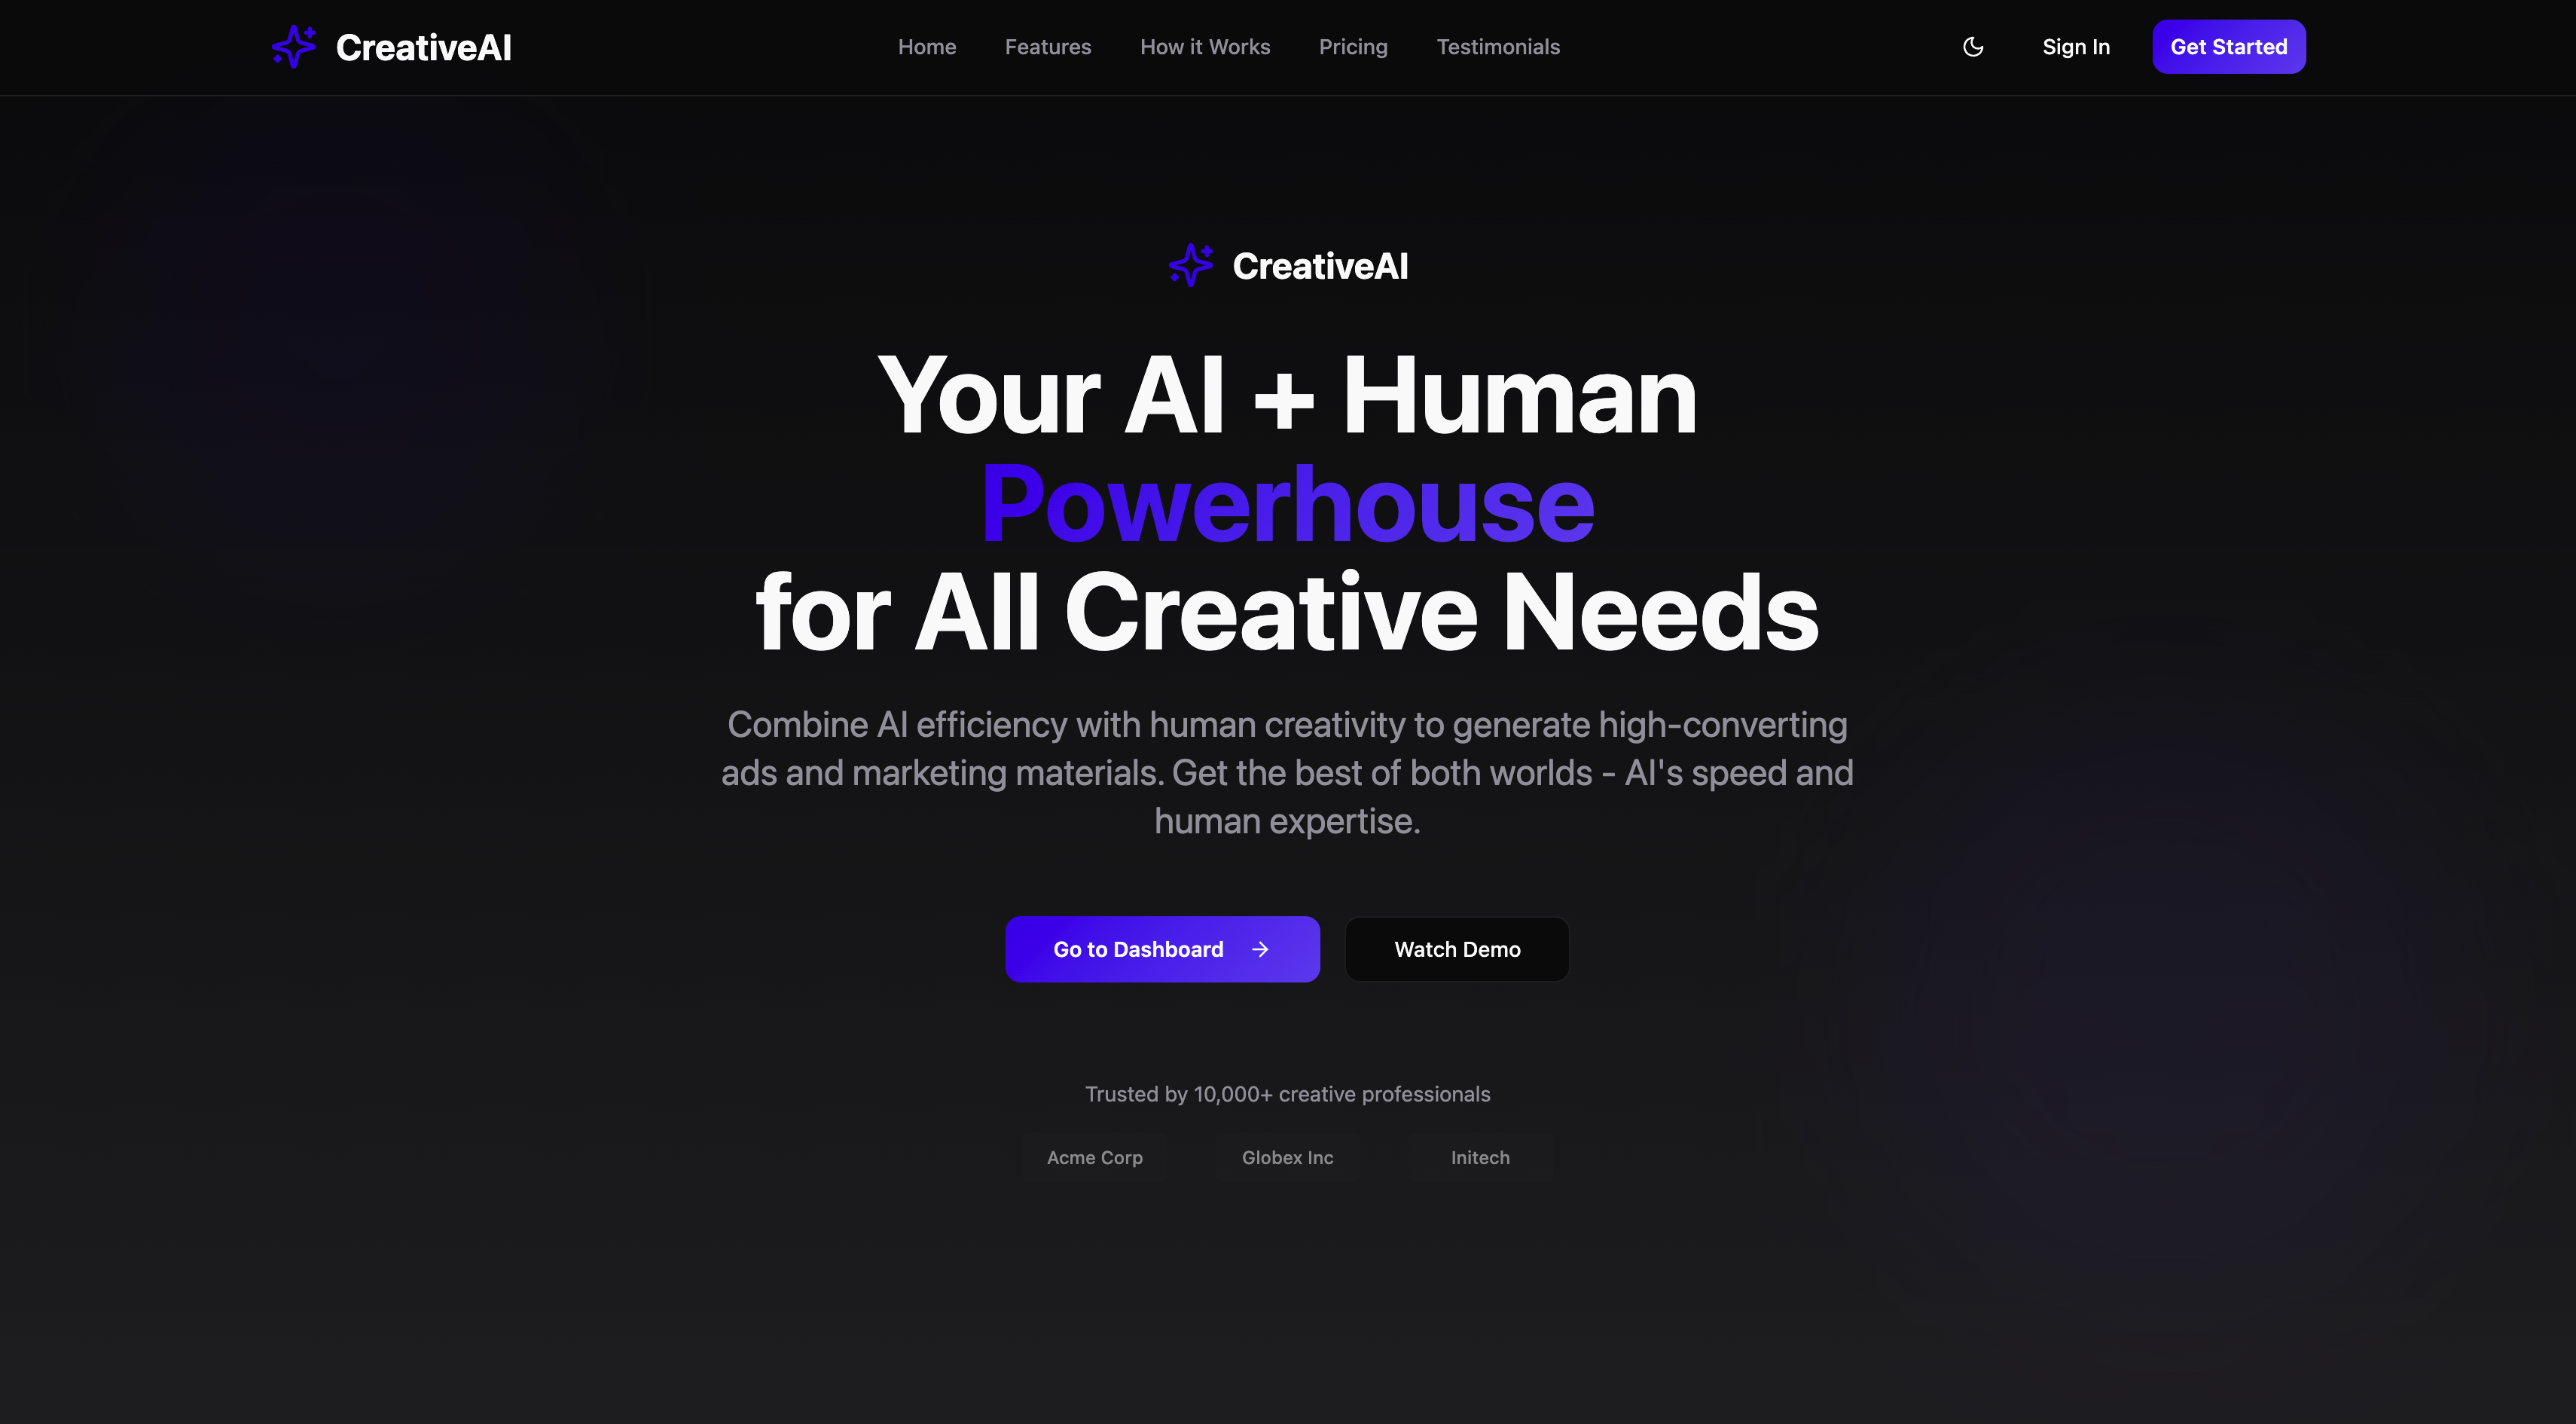 CreativeAI
Home
Features
How it Works
Pricing
Testimonials
Sign In
Get Started
CreativeAI
Your AI + Human
Powerhouse
for All Creative Needs
Combine AI efficiency with human creativity to generate high-converting
ads and marketing materials. Get the best of both worlds - AI's speed and
human expertise.
Go to Dashboard
Watch Demo
Trusted by 10,000+ creative professionals
Acme Corp
Globex Inc
Initech